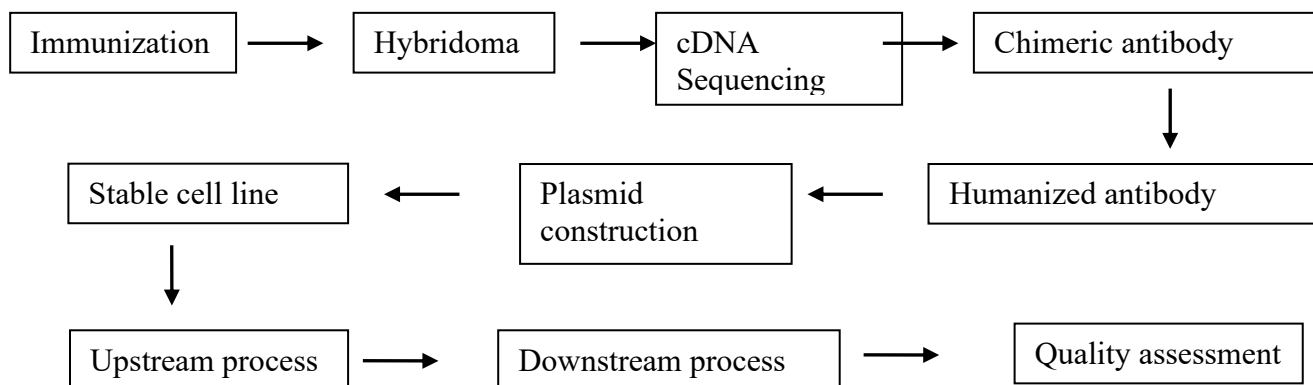 Immunization
Hybridoma
cDNA
Sequencing
Chimeric antibody
Humanized antibody
Plasmid
construction
Stable cell line
Upstream process
Downstream process
Quality assessment